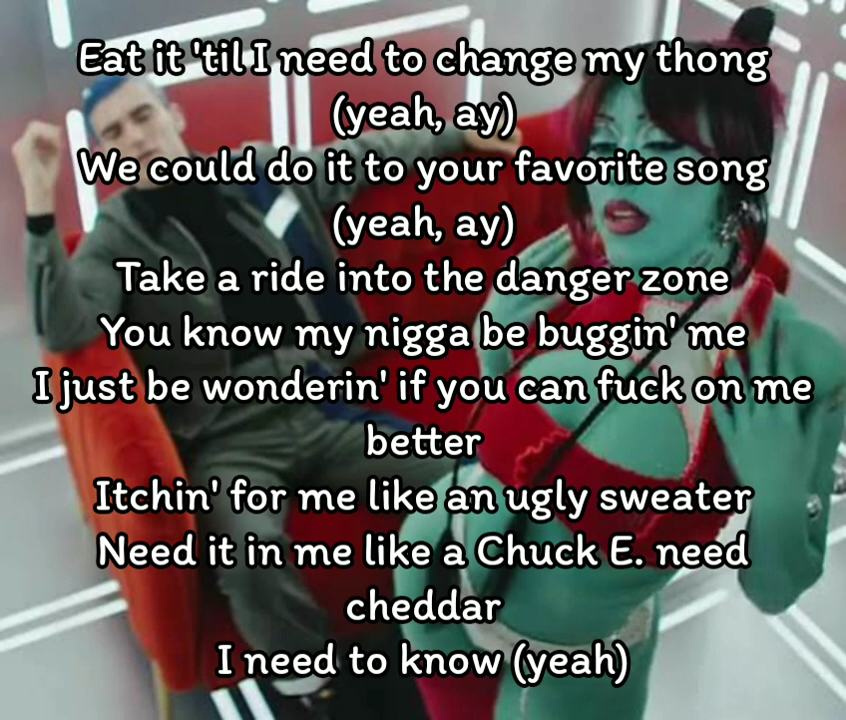 Eat it 'til I need to change my thong
(yeah, ay)
We could do it to your favorite song
(yeah, ay)
Take a ride into the danger zone
You know my nigga be buggin' me
I just be wonderin' if you can fuck on me
better
Itchin' for me like an ugly sweater
Need it in me like a Chuck E. need
cheddar
I need to know (yeah)